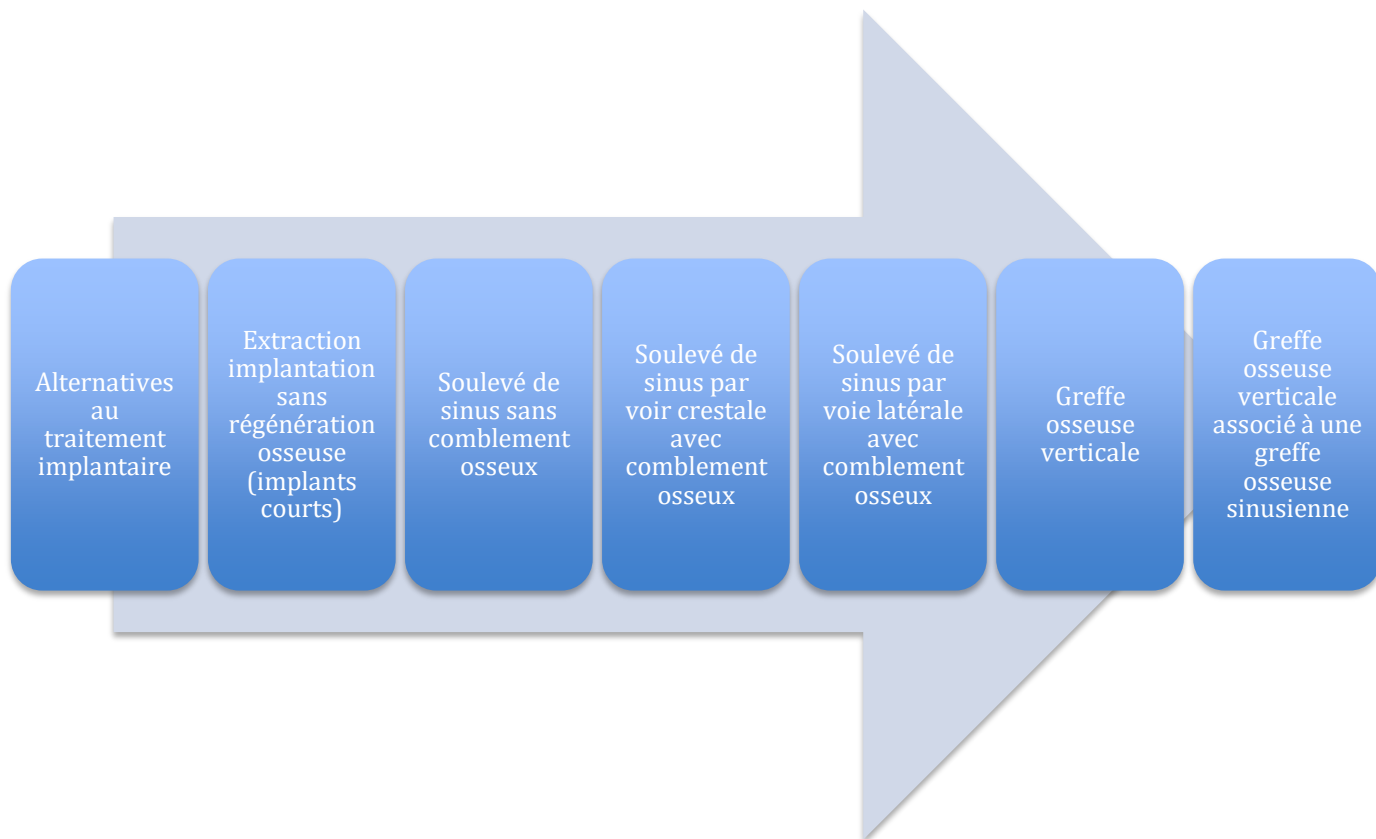 Alternatives
au
traitement
implantaire
Extraction
implantation
sans
régénération
osseuse
(implants
courts)
Soulevé de
sinus sans
comblement
osseux
Soulevé de
sinus par
voir crestale
avec
comblement
osseux
Soulevé de
sinus par
voie latérale
avec
comblement
osseux
Greffe
osseuse
verticale
Greffe
osseuse
verticale
associé à une
greffe
osseuse
sinusienne